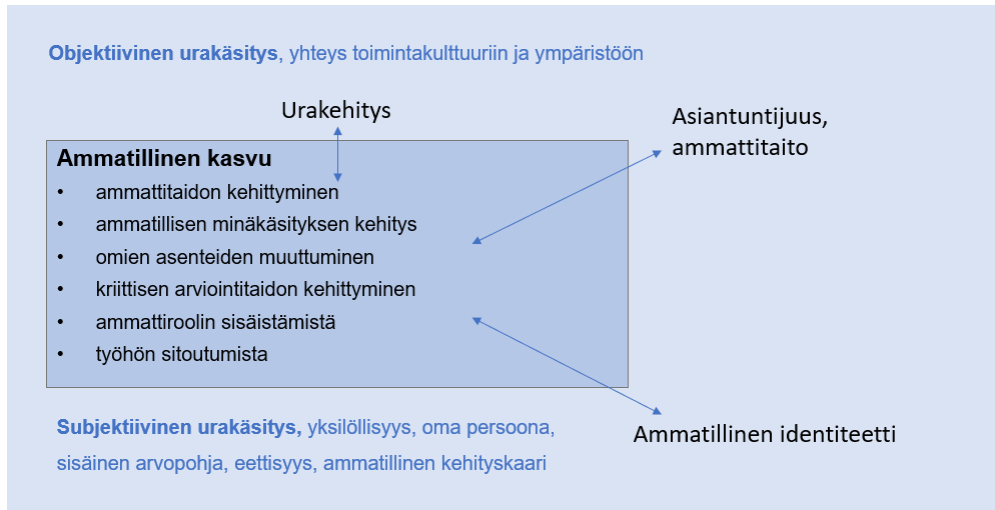 Objektiivinen urakäsitys, yhteys toimintakulttuuriin ja ympäristöön
Urakehitys
Asiantuntijuus,
ammattitaito
Ammatillinen kasvu
• ammattitaidon kehittyminen
• ammatillisen minäkäsityksen kehitys
• omien asenteiden muuttuminen
• kriittisen arviointitaidon kehittyminen
• ammattiroolin sisäistämistä
• työhön sitoutumista
Subjektiivinen urakäsitys, yksilöllisyys, oma persoona,
sisäinen arvopohja, eettisyys, ammatillinen kehityskaari
Ammatillinen identiteetti